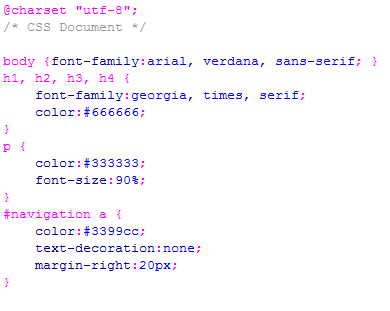 @charset "utf-8";
/* CSS Document */

body {font-family:arial, verdana, sans-serif; }
h1, h2, h3, h4 {
    font-family:georgia, times, serif;
    color:#666666;
}
p {
    color:#333333;
    font-size:90%;
}
#navigation a {
    color:#3399cc;
    text-decoration:none;
    margin-right:20px;
}